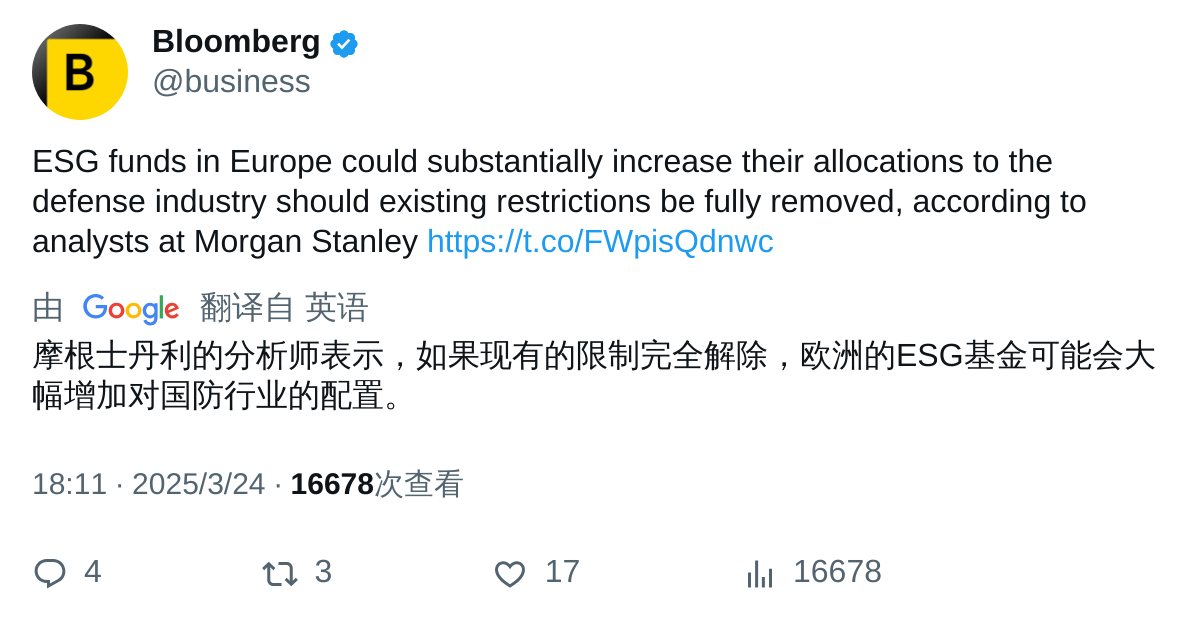 B
Bloomberg
@business
ESG funds in Europe could substantially increase their allocations to the
defense industry should existing restrictions be fully removed, according to
analysts at Morgan Stanley https://t.co/FWpisQdnwc
由 Google 翻译自 英语
摩根士丹利的分析师表示，如果现有的限制完全解除，欧洲的ESG基金可能会大
幅增加对国防行业的配置。
18:11 · 2025/3/24 · 16678次查看
4 3 17 16678